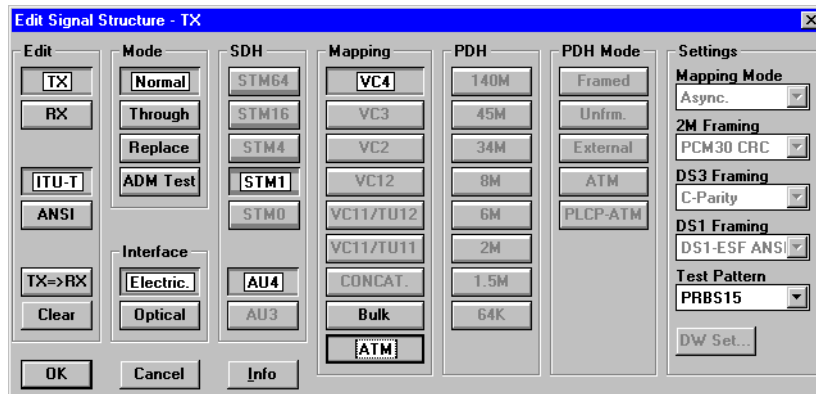 Edit Signal Structure - TX
Edit Mode SDH Mapping PDH PDH Mode Settings
TX Normal STM64 VC4 140M Framed Mapping Mode
Async.
RX Through STM16 VC3 45M Unfrm. 2M Framing
Replace STM4 VC2 34M External PCM30 CRC
DS3 Framing
ITU-T ADM Test STM1 VC12 8M ATM C-Parity
ANSI STM0 VC11/TU12 6M PLCP-ATM DS1 Framing
Interface VC11/TU11 2M DS1-ESF ANSI
TX=>RX Electric. AU4 CONCAT. 1.5M Test Pattern
PRBS15
Clear Optical AU3 Bulk 64K
ATM DW Set...
OK Cancel Info